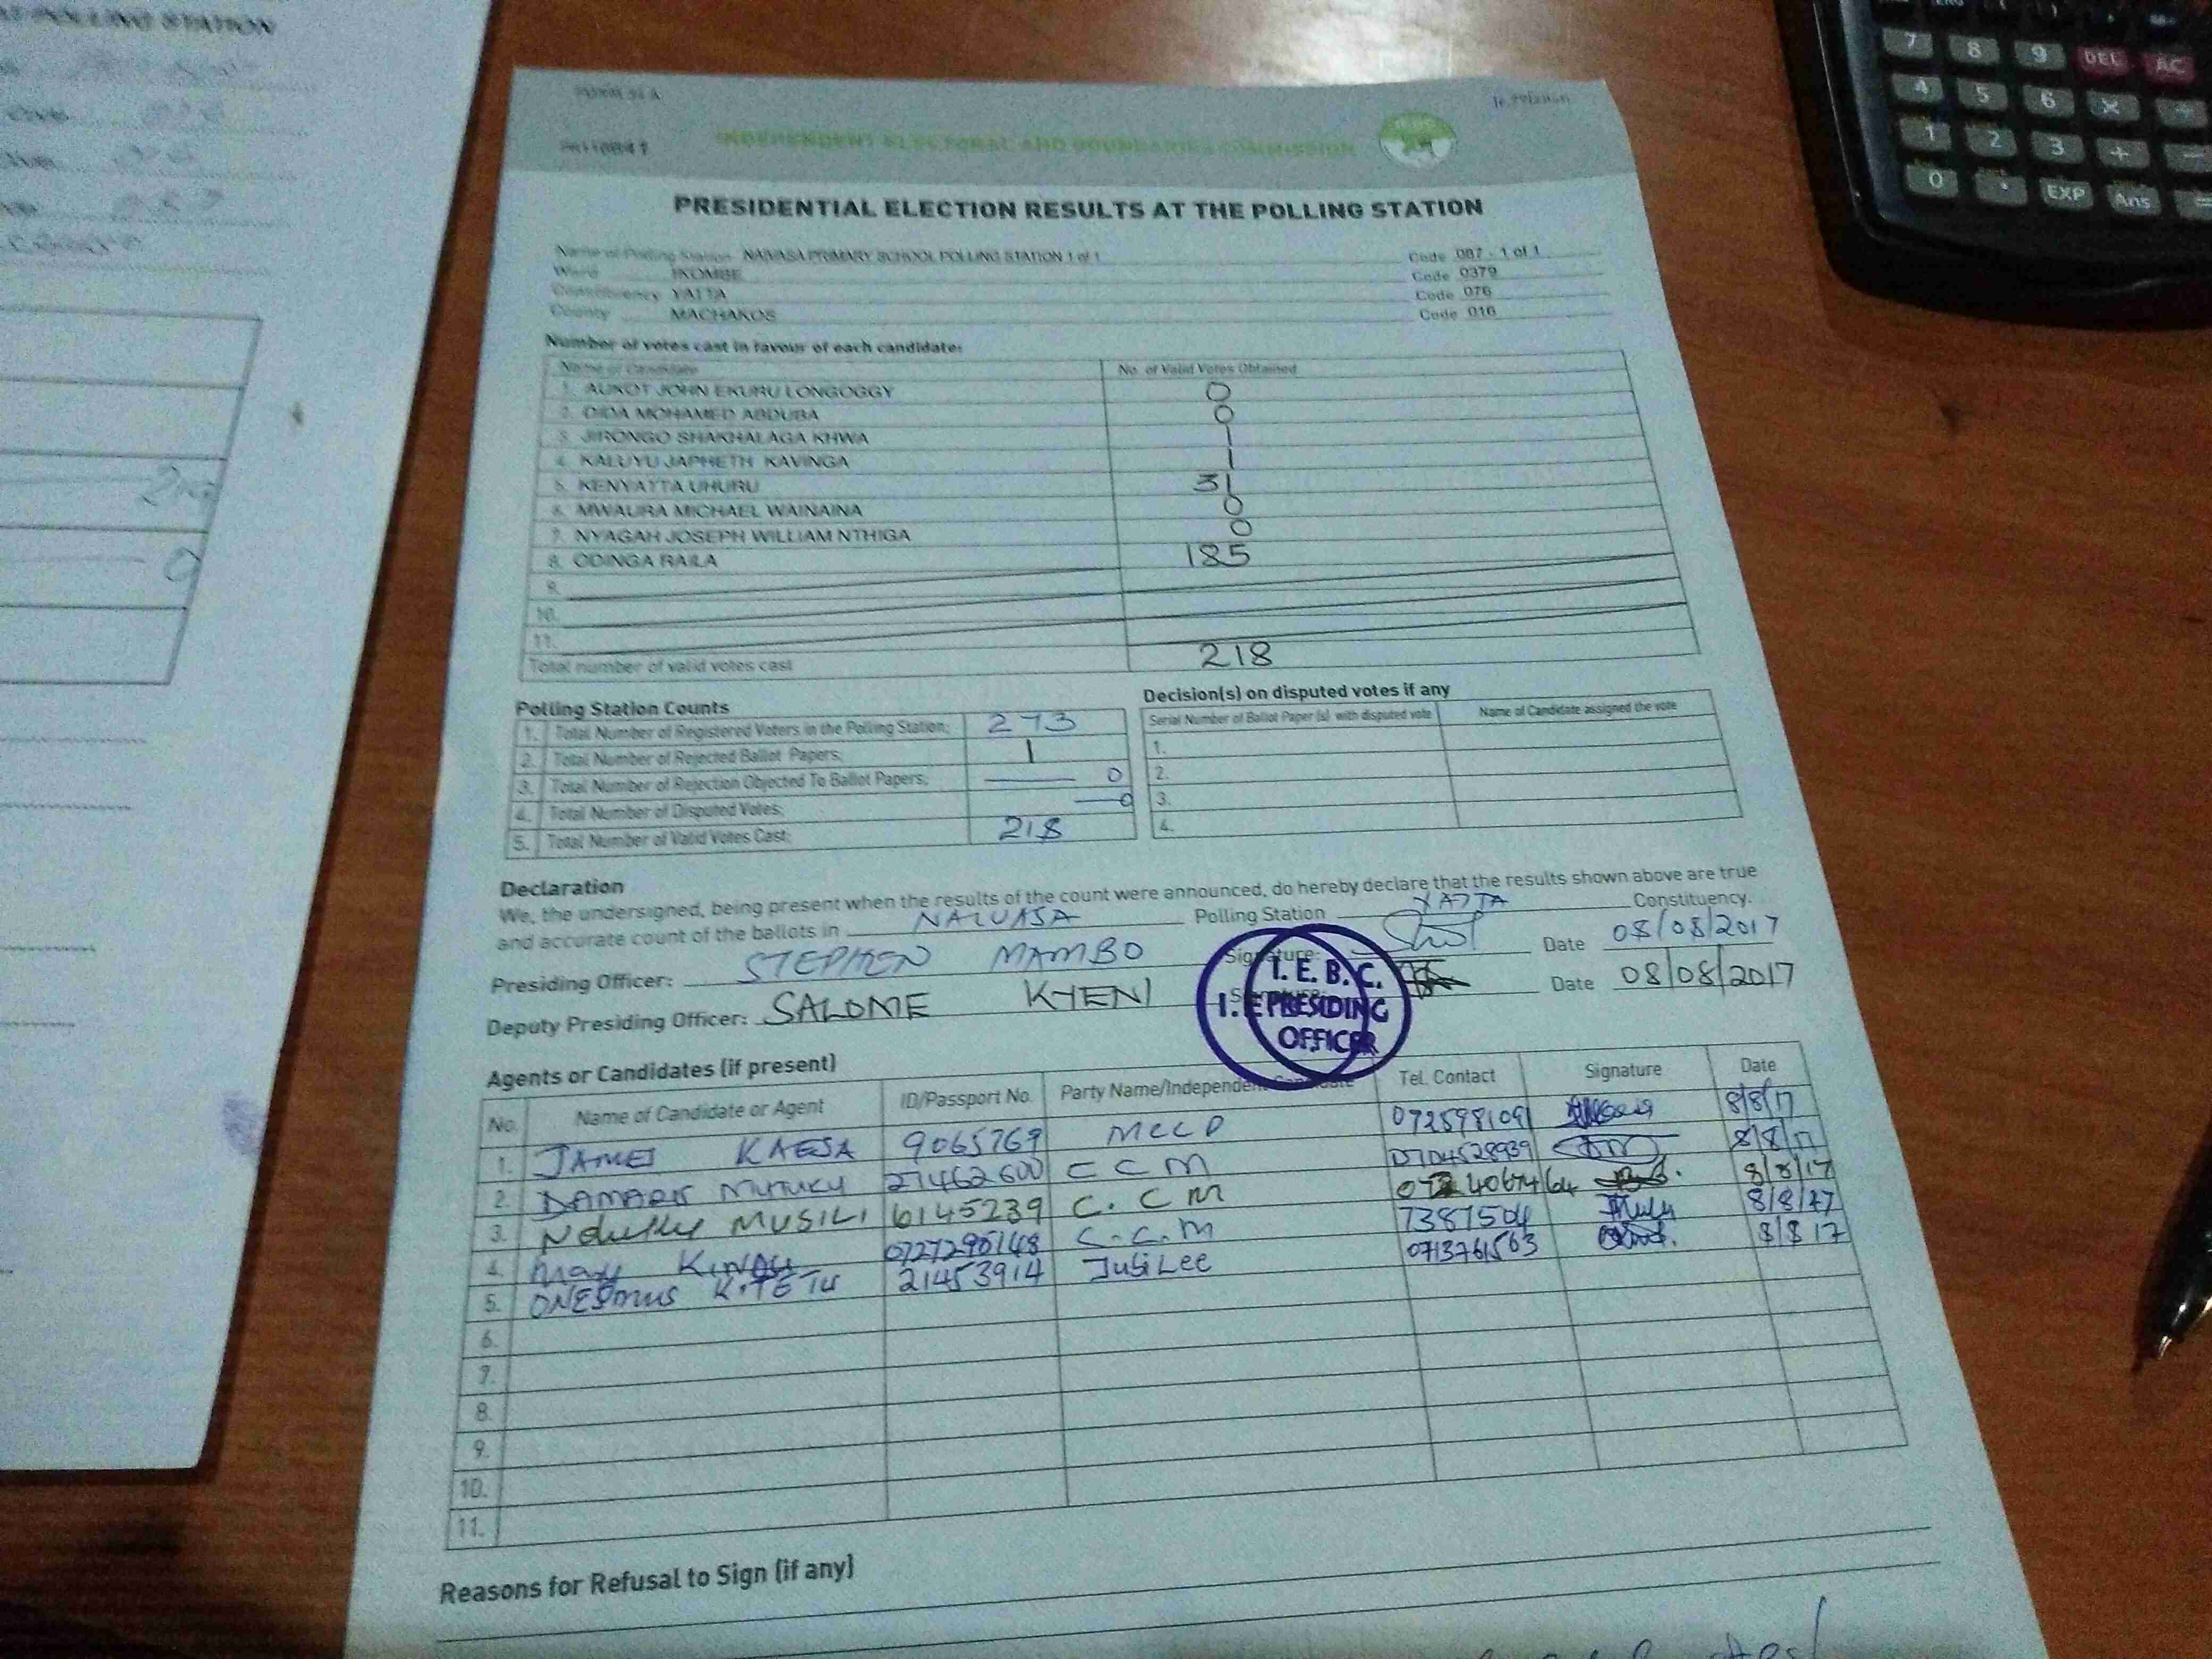 AT POLLING STATION
FORM 34 A
INDEPENDENT ELECTORAL AND BOUNDARIES COMMISSION
PRESIDENTIAL ELECTION RESULTS AT THE POLLING STATION
Name of Polling Station NAIVASA PRIMARY SCHOOL POLLING STATION 1 of 1 Code 087 - 1 of 1
Ward IKOMBE Code 0379
Constituency YATTA Code 076
County MACHAKOS Code 016
Number of votes cast in favour of each candidate:
Name of Candidate No. of Valid Votes Obtained
1. AUKOT JOHN EKURU LONGOGGY 0
2. DIDA MOHAMED ABDUBA 0
3. JIRONGO SHAKHALAGA KHWA 1
4. KALUYU JAPHETH KAVINGA 1
5. KENYATTA UHURU 31
6. MWAURA MICHAEL WAINAINA 0
7. NYAGAH JOSEPH WILLIAM NTHIGA 0
8. ODINGA RAILA 185
9.
10.
11.
Total number of valid votes cast 218
Polling Station Counts
1. Total Number of Registered Voters in the Polling Station; 273
2. Total Number of Rejected Ballot Papers; 1
3. Total Number of Rejection Objected To Ballot Papers; 0
4. Total Number of Disputed Votes; 0
5. Total Number of Valid Votes Cast; 218
Decision(s) on disputed votes if any
Serial Number of Ballot Paper (s) with disputed vote Name of Candidate assigned the vote
1.
2.
3.
4.
Declaration
We, the undersigned, being present when the results of the count were announced, do hereby declare that the results shown above are true
and accurate count of the ballots in NAIVASA Polling Station YATTA Constituency.
Presiding Officer: STEPHEN MAMBO Signature: Date 08/08/2017
Deputy Presiding Officer: SALOME KYENI Date 08/08/2017
I. E. B. C.
PRESIDING
OFFICER
Agents or Candidates (if present)
No. Name of Candidate or Agent ID/Passport No. Party Name/Independent Candidate Tel. Contact Signature Date
1. JAMES KAESA 9065769 MCCP 0725981091 8/8/17
2. DAMARIS MUTUKU 27462600 CCM 0704528939 8/8/17
3. MUSILI 6145239 C.CM 8/8/17
4. Mary 0727290148 C.C.M 7387504 8/8/17
5. ONESmus KITETU 21453914 JubiLee 0713761563 8/8 17
6.
7.
8.
9.
10.
11.
Reasons for Refusal to Sign (if any)
7 8 9 DEL AC
4 5 6 ×
1 2 3 + −
0 . EXP Ans =